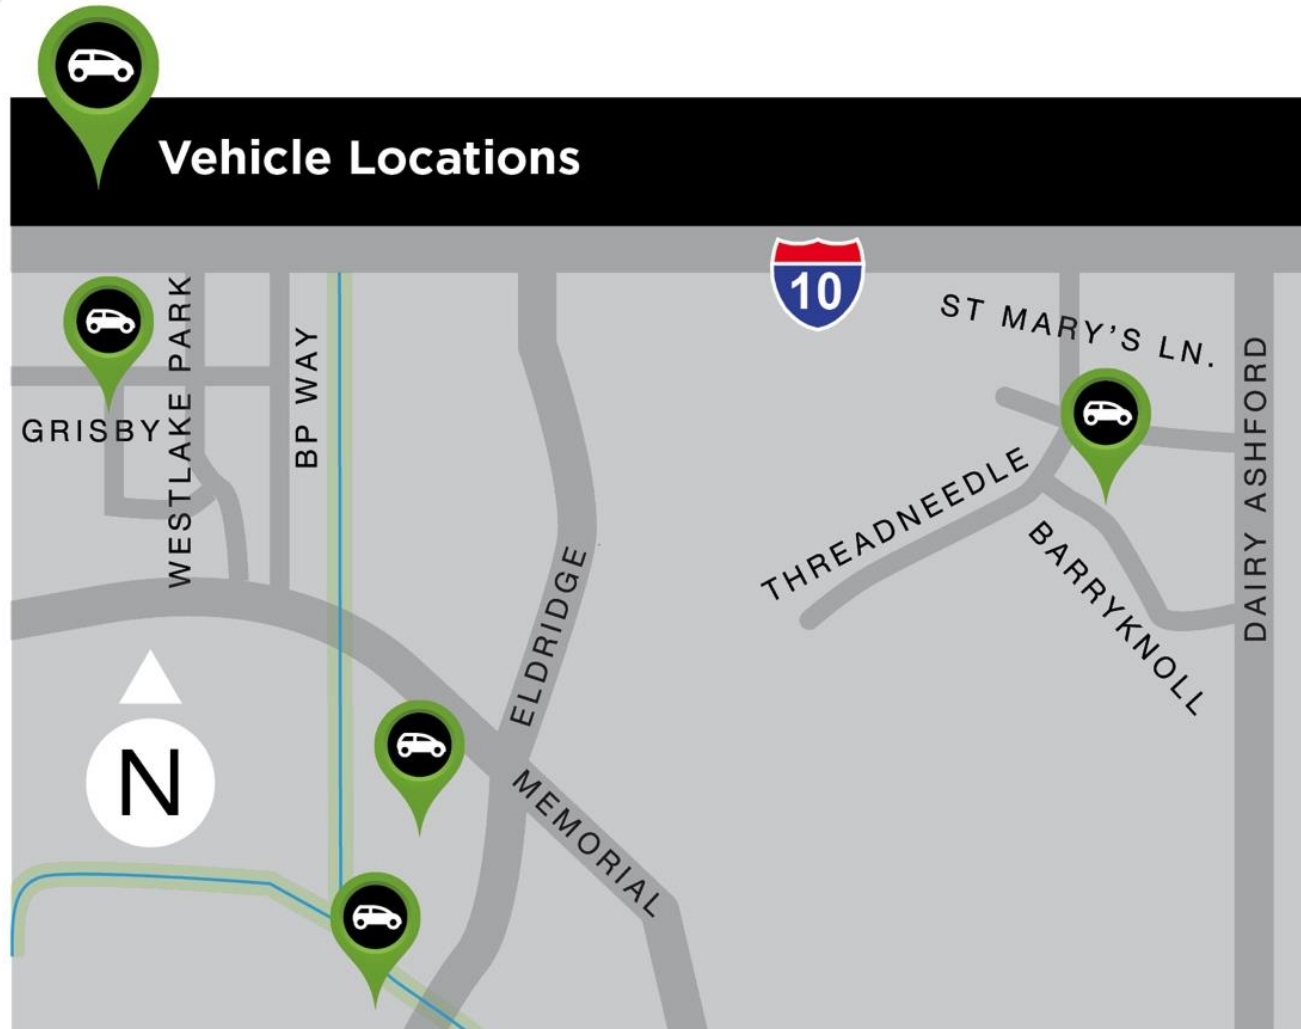 Vehicle Locations
10
ST MARY'S LN.
WESTLAKE PARK
BP WAY
GRISBY
DAIRY ASHFORD
THREADNEEDLE
BARRYKNOLL
ELDRIDGE
N
MEMORIAL